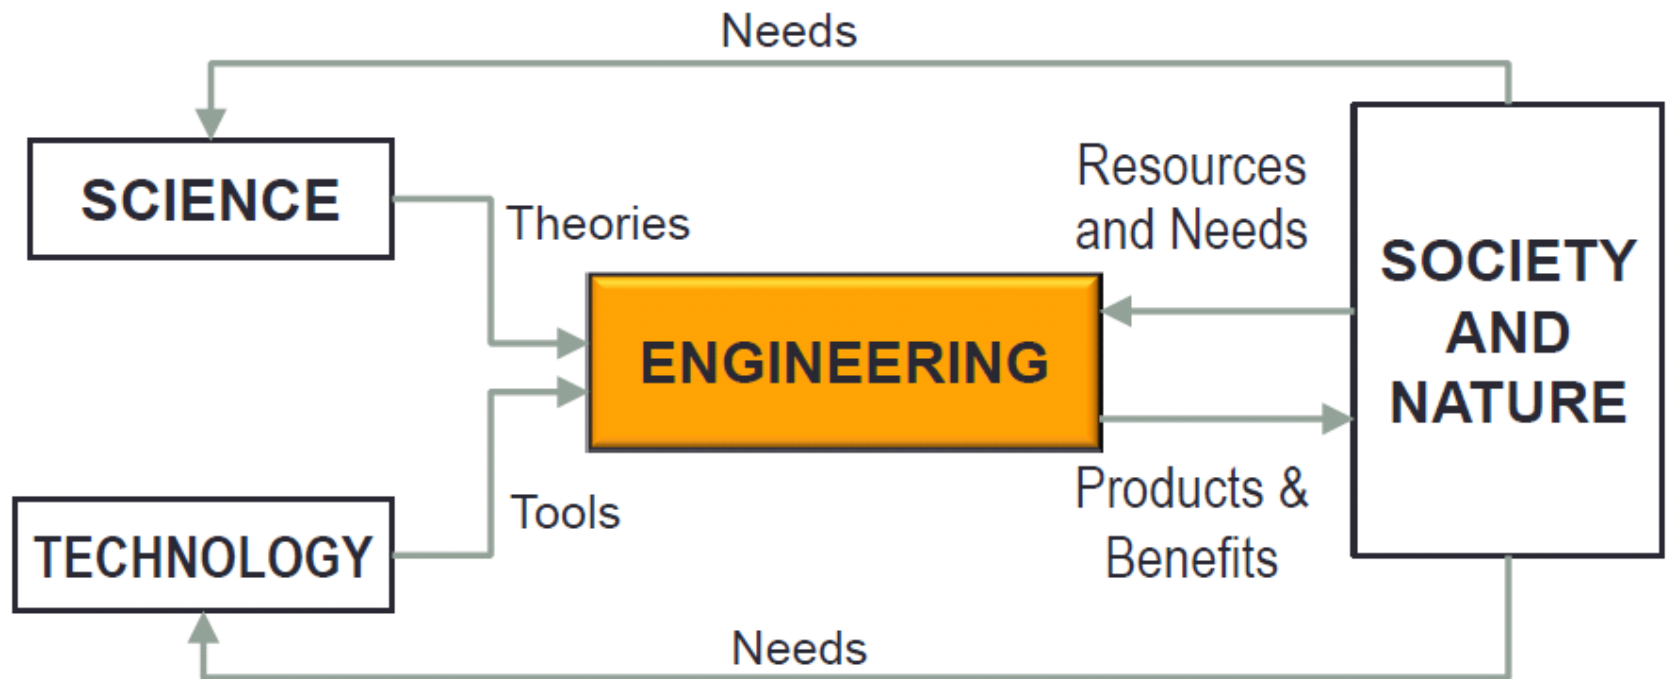 Needs
SCIENCE
Theories
Resources
and Needs
SOCIETY
AND
NATURE
ENGINEERING
Tools
TECHNOLOGY
Products &
Benefits
Needs